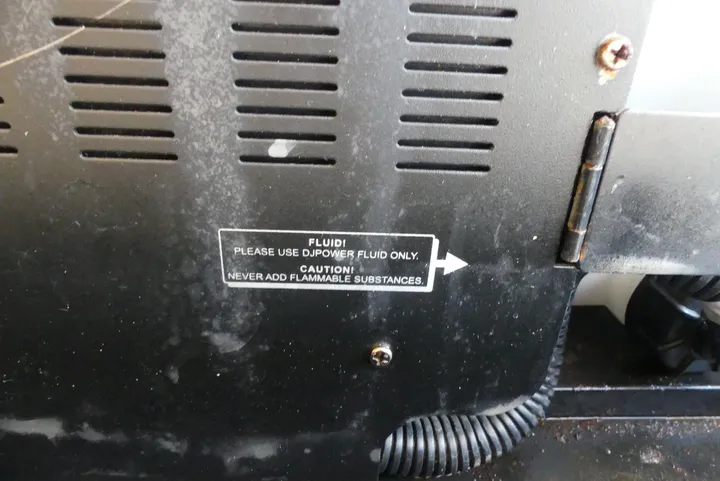 FLUID!
PLEASE USE DJPOWER FLUID ONLY.
CAUTION!
NEVER ADD FLAMMABLE SUBSTANCES.